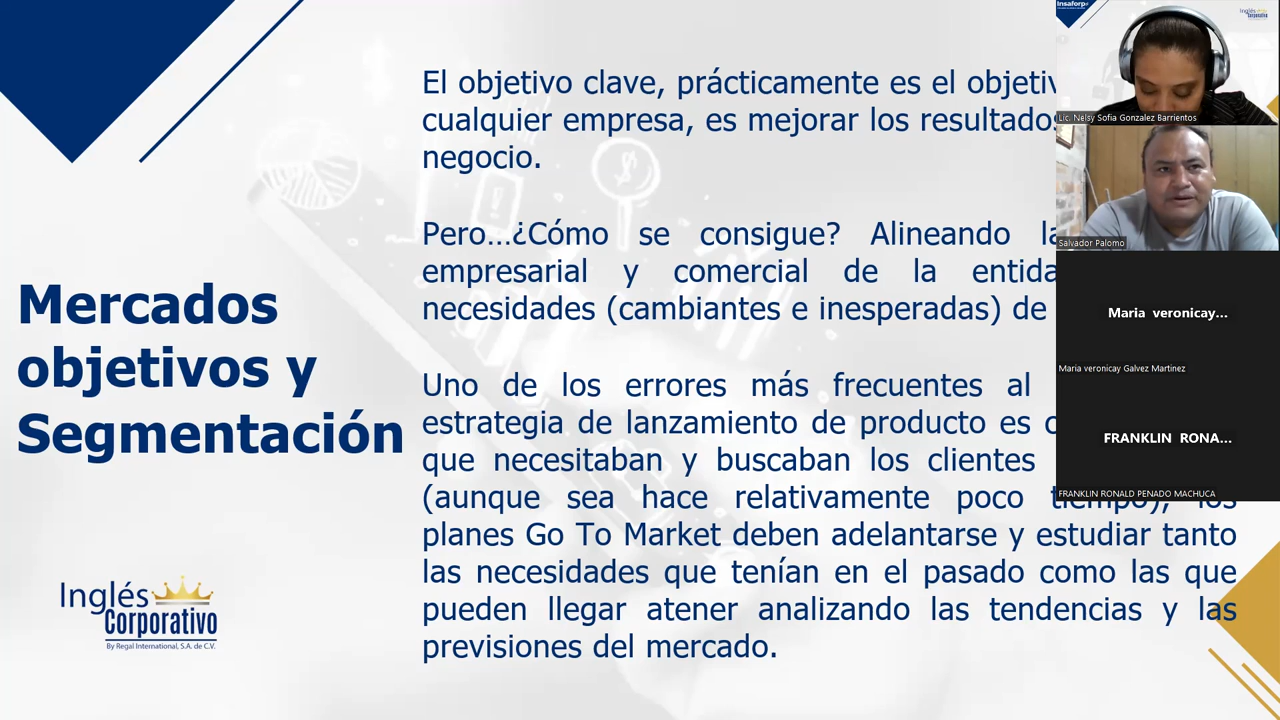 Mercados
objetivos y
Segmentación
El objetivo clave, prácticamente es el
cualquier empresa, es mejorar los resultados
negocio.
Pero...¿Cómo se consigue? Alineando
empresarial y comercial de la
necesidades (cambiantes e inesperadas) de
Uno de los errores más frecuentes al
estrategia de lanzamiento de producto es
que necesitaban y buscaban los clientes
(aunque sea hace relativamente poco tiempo), los
planes Go To Market deben adelantarse y estudiar tanto
las necesidades que tenían en el pasado como las que
pueden llegar atener analizando las tendencias y las
previsiones del mercado.
Inglés
Corporativo
By Regal International, S.A. de C.V.
Insaforp
Inglés
Corporativo
Lic. Nelsy Sofia Gonzalez Barrientos
Salvador Palomo
Maria veronicay...
Maria veronicay Galvez Martinez
FRANKLIN RONA...
FRANKLIN RONALD PENADO MACHUCA